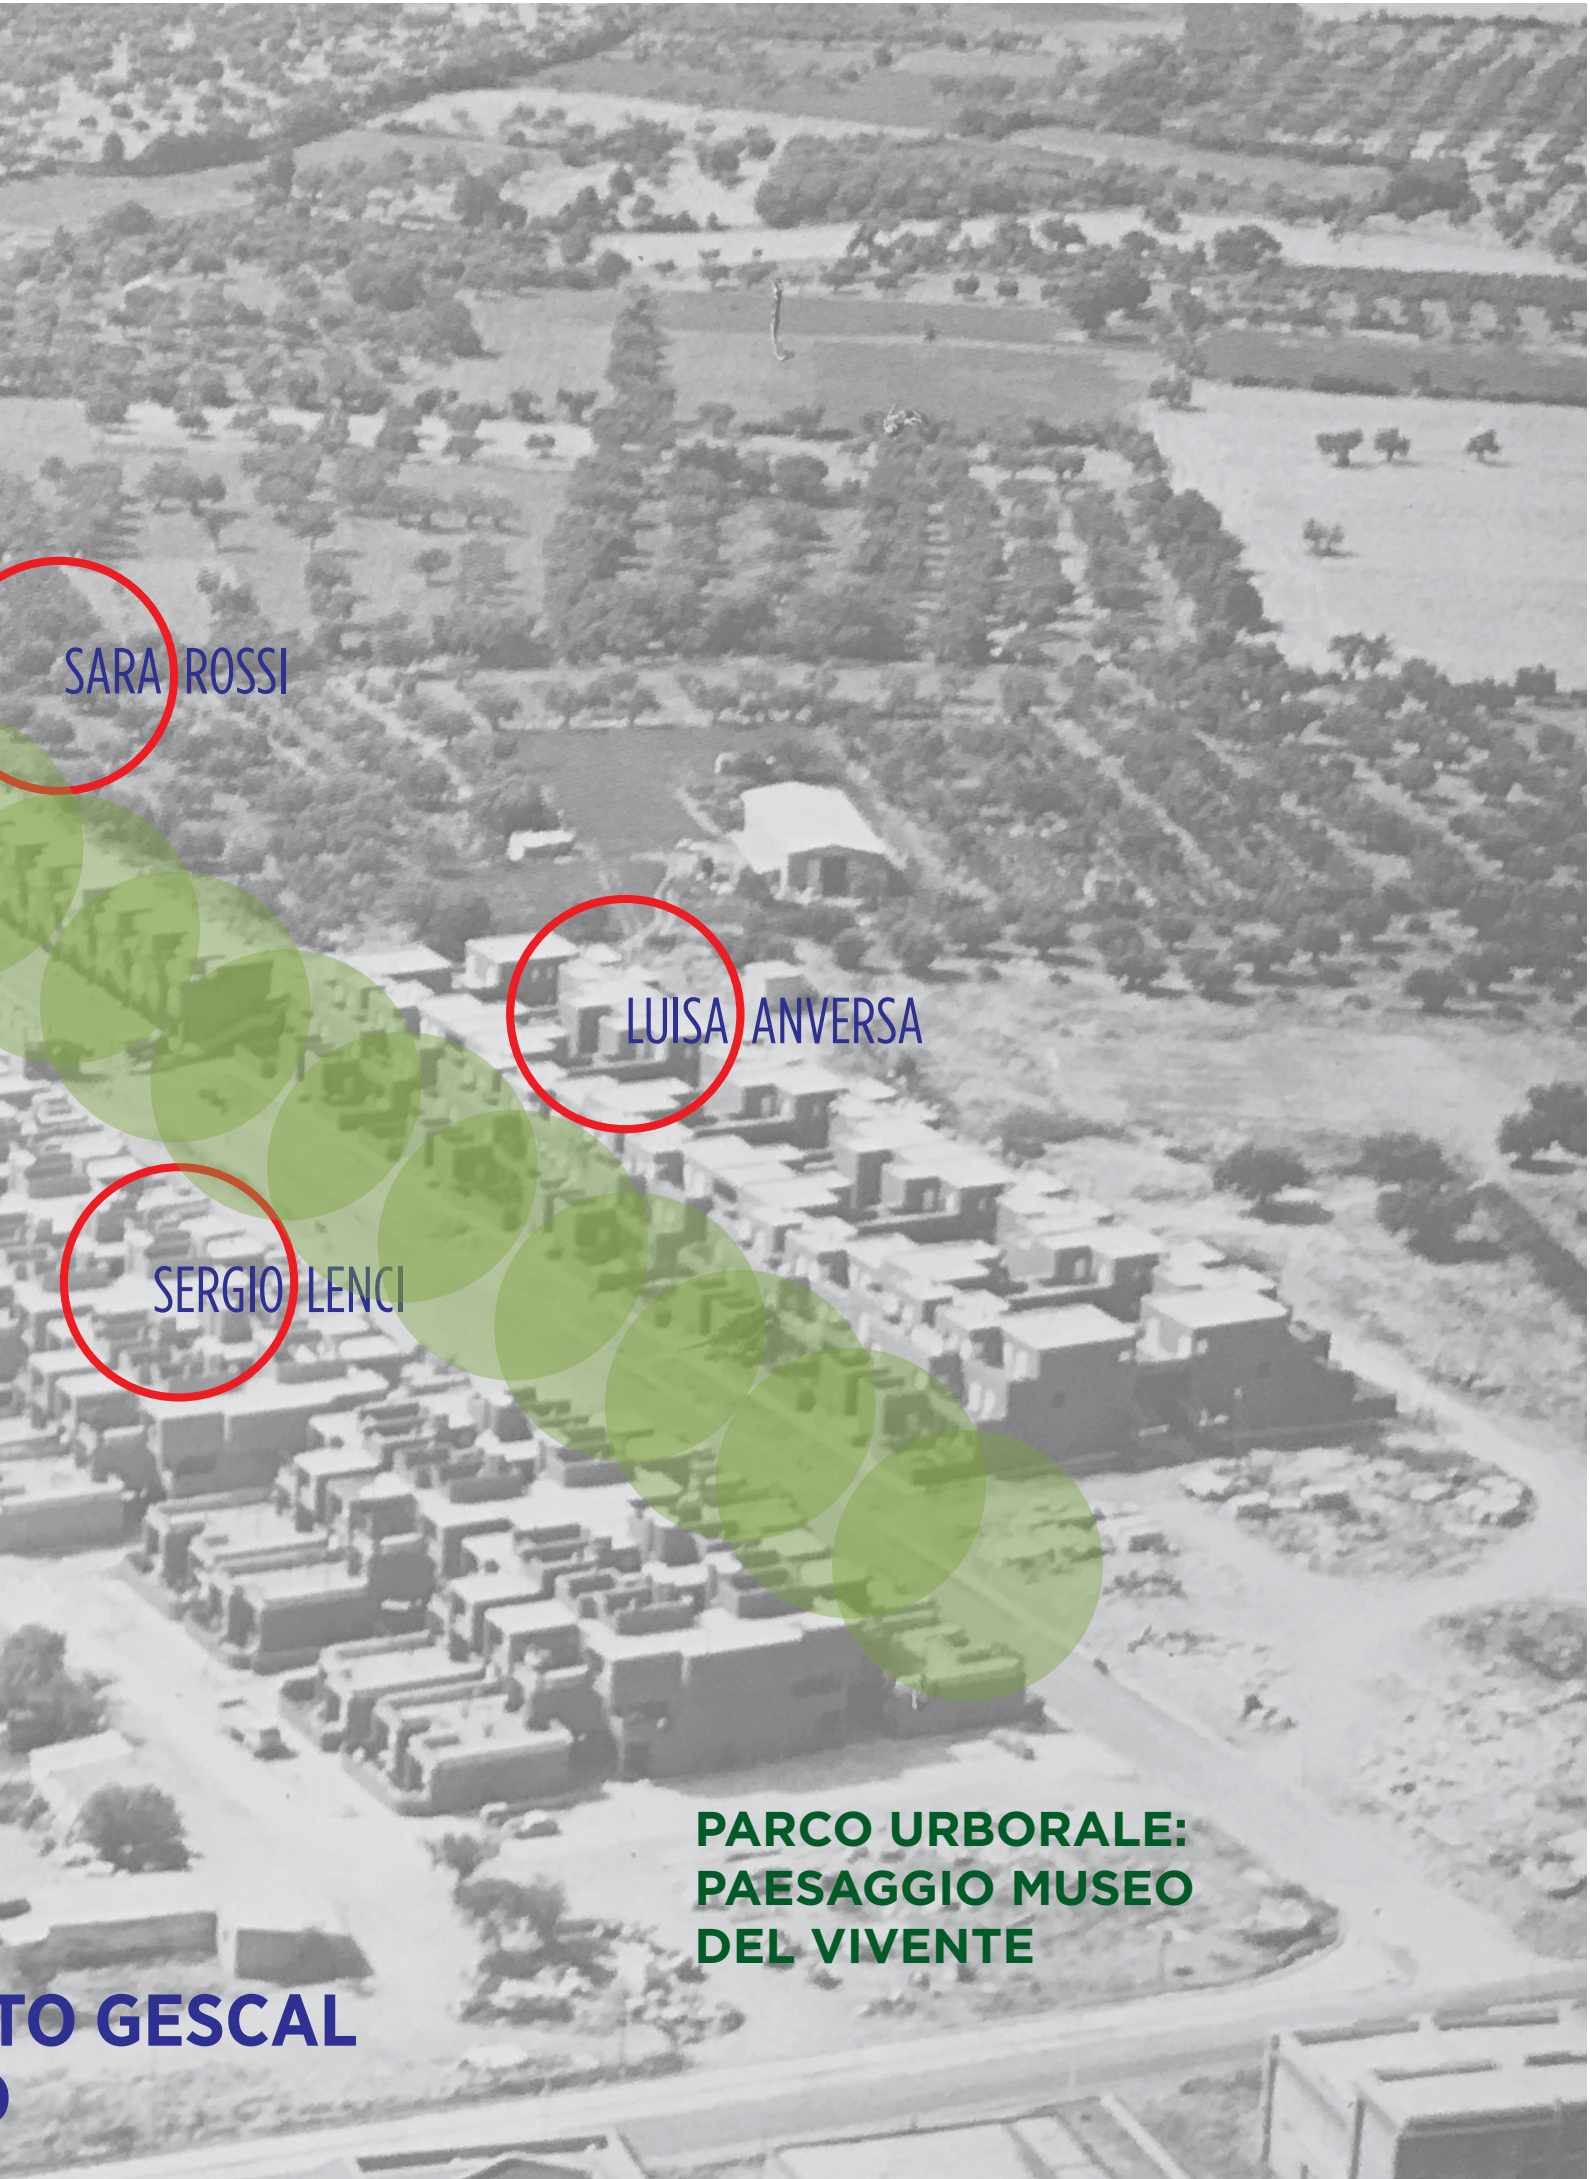 SARA ROSSI
LUISA ANVERSA
SERGIO LENCI
PARCO URBORALE:
PAESAGGIO MUSEO
DEL VIVENTE
TO GESCAL